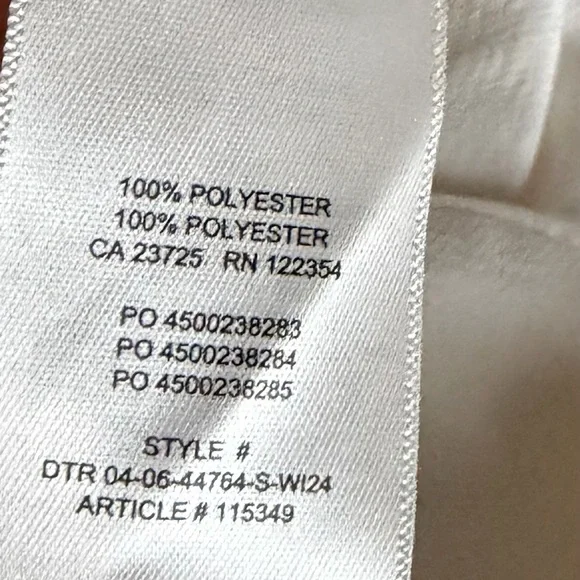 100% POLYESTER
100% POLYESTER
CA 23725 RN 122354
PO 4500238283
PO 4500238284
PO 4500238285
STYLE #
DTR 04-06-44764-S-WI24
ARTICLE # 115349